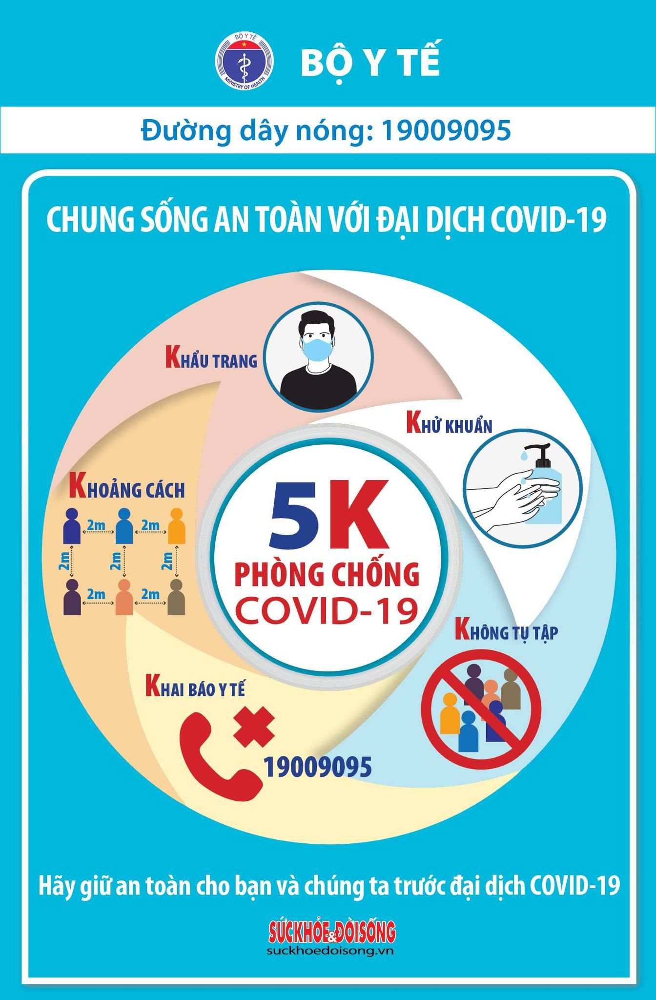 BỘ Y TẾ
MINISTRY OF HEALTH
BỘ Y TẾ
Đường dây nóng: 19009095
CHUNG SỐNG AN TOÀN VỚI ĐẠI DỊCH COVID-19
KHẨU TRANG
KHỬ KHUẨN
KHOẢNG CÁCH
2m 2m
2m 2m 2m
2m 2m
5K
PHÒNG CHỐNG
COVID-19
KHÔNG TỤ TẬP
KHAI BÁO Y TẾ
19009095
Hãy giữ an toàn cho bạn và chúng ta trước đại dịch COVID-19
SỨCKHỎE&ĐỜISỐNG
suckhoedoisong.vn